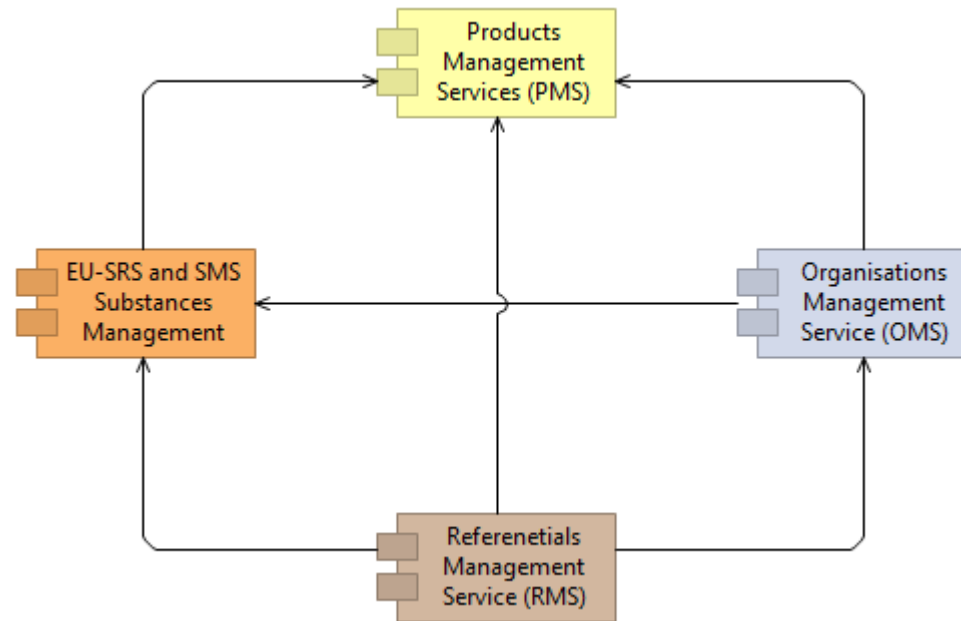 Products
Management
Services (PMS)
EU-SRS and SMS
Substances
Management
Organisations
Management
Service (OMS)
Referenetials
Management
Service (RMS)